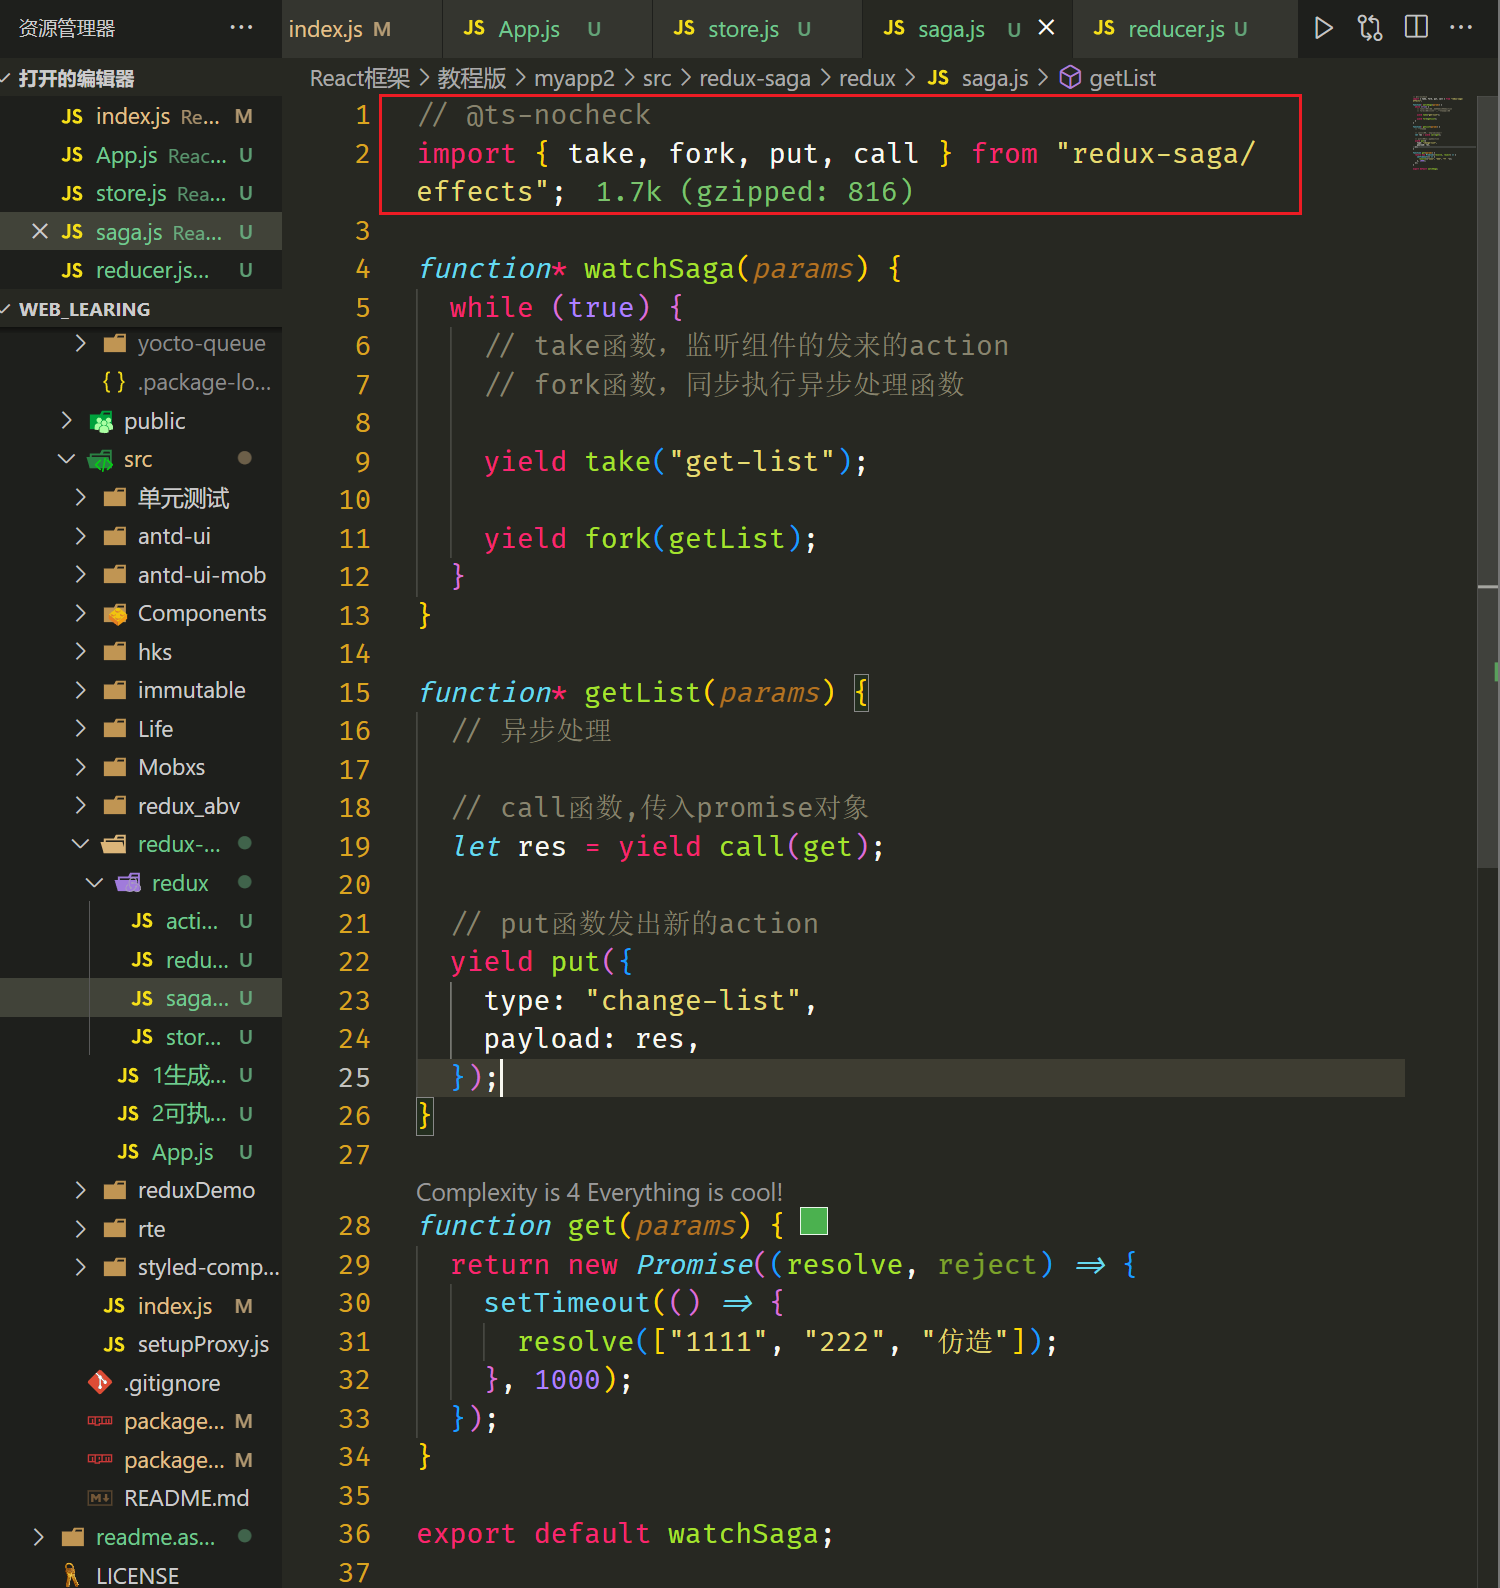 资源管理器 ···
index.js M
JS App.js U
JS store.js U
JS saga.js U
JS reducer.js U
打开的编辑器
JS index.js Re... M
JS App.js Reac... U
JS store.js Rea... U
JS saga.js Rea... U
JS reducer.js... U
WEB_LEARING
yocto-queue
{} .package-lo...
public
src
单元测试
antd-ui
antd-ui-mob
Components
hks
immutable
Life
Mobxs
redux_abv
redux-...
redux
JS acti... U
JS redu... U
JS saga... U
JS stor... U
JS 1生成... U
JS 2可执... U
JS App.js U
reduxDemo
rte
styled-comp...
JS index.js M
JS setupProxy.js
.gitignore
package... M
package... M
README.md
readme.as...
LICENSE
React框架 > 教程版 > myapp2 > src > redux-saga > redux > JS saga.js > getList
1 // @ts-nocheck
2 import { take, fork, put, call } from "redux-saga/
effects"; 1.7k (gzipped: 816)
3
4 function* watchSaga(params) {
5 while (true) {
6 // take函数，监听组件的发来的action
7 // fork函数，同步执行异步处理函数
8
9 yield take("get-list");
10
11 yield fork(getList);
12 }
13 }
14
15 function* getList(params) {
16 // 异步处理
17
18 // call函数,传入promise对象
19 let res = yield call(get);
20
21 // put函数发出新的action
22 yield put({
23 type: "change-list",
24 payload: res,
25 });
26 }
27
Complexity is 4 Everything is cool!
28 function get(params) {
29 return new Promise((resolve, reject) => {
30 setTimeout(() => {
31 resolve(["1111", "222", "仿造"]);
32 }, 1000);
33 });
34 }
35
36 export default watchSaga;
37